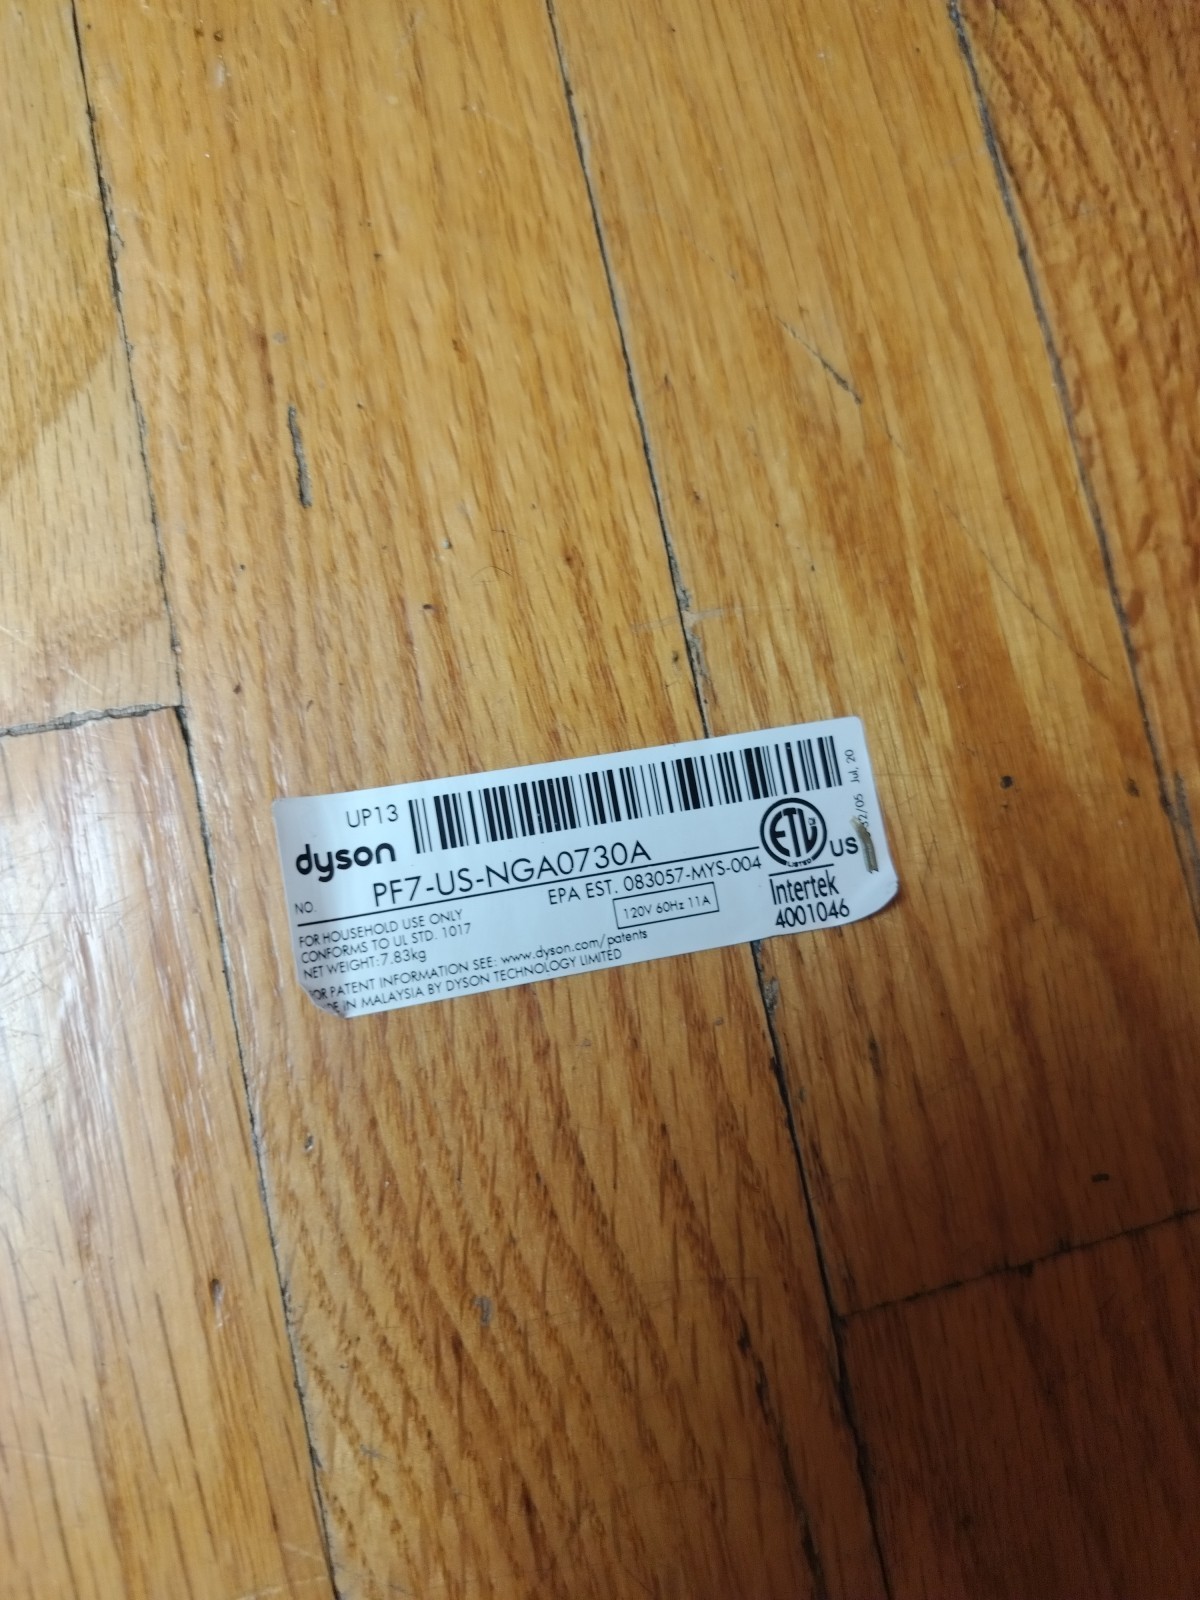 UP13
dyson
NO. PF7-US-NGA0730A
EPA EST. 083057-MYS-004
120V 60Hz 11A
FOR HOUSEHOLD USE ONLY
CONFORMS TO UL STD. 1017
NET WEIGHT:7.83kg
FOR PATENT INFORMATION SEE: www.dyson.com/patents
MADE IN MALAYSIA BY DYSON TECHNOLOGY LIMITED
ETL
LISTED
US
Intertek
4001046
Jul, 20